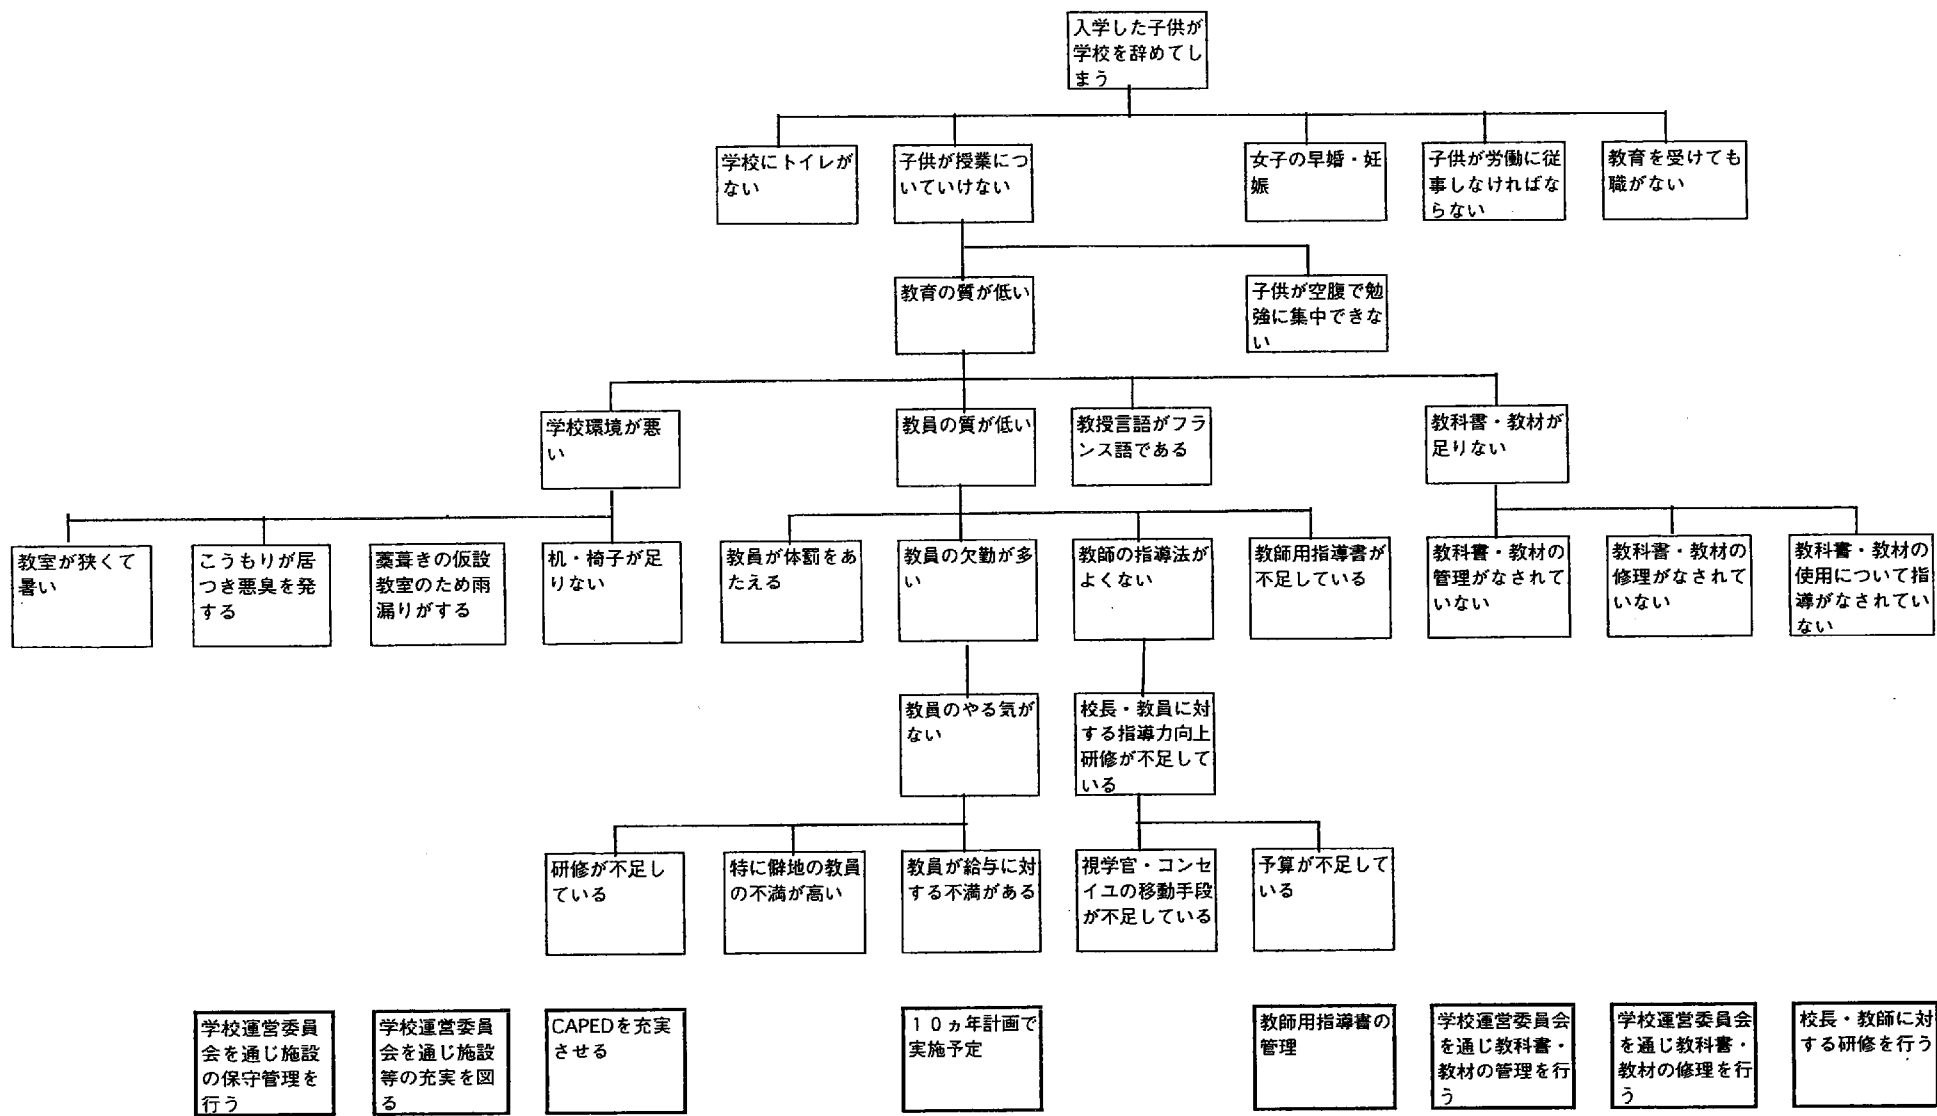 入学した子供が
学校を辞めてし
まう
学校にトイレが
ない
子供が授業につ
いていけない
女子の早婚・妊
娠
子供が労働に従
事しなければな
らない
教育を受けても
職がない
教育の質が低い
子供が空腹で勉
強に集中できな
い
学校環境が悪
い
教員の質が低い
教授言語がフラ
ンス語である
教科書・教材が
足りない
教室が狭くて
暑い
こうもりが居
つき悪臭を発
する
藁葺きの仮設
教室のため雨
漏りがする
机・椅子が足
りない
教員が体罰をあ
たえる
教員の欠勤が多
い
教師の指導法が
よくない
教師用指導書が
不足している
教科書・教材の
管理がなされて
いない
教科書・教材の
修理がなされて
いない
教科書・教材の
使用について指
導がなされてい
ない
教員のやる気が
ない
校長・教員に対
する指導力向上
研修が不足して
いる
研修が不足し
ている
特に僻地の教員
の不満が高い
教員が給与に対
する不満がある
視学官・コンセ
イユの移動手段
が不足している
予算が不足して
いる
学校運営委員
会を通じ施設
の保守管理を
行う
学校運営委員
会を通じ施設
等の充実を図
る
CAPEDを充実
させる
１０ヵ年計画で
実施予定
教師用指導書の
管理
学校運営委員会
を通じ教科書・
教材の管理を行
う
学校運営委員会
を通じ教科書・
教材の修理を行
う
校長・教師に対
する研修を行う